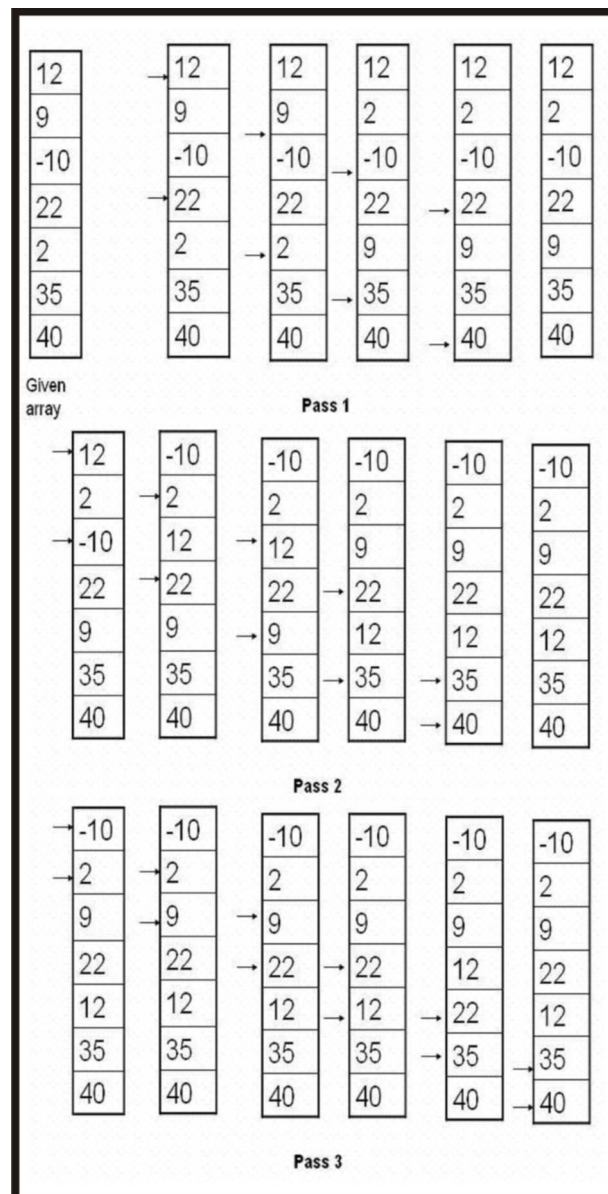 12 12 12 12 12 12
9 9 9 2 2 2
-10 -10 -10 -10 -10 -10
22 22 22 22 22 22
2 2 2 9 9 9
35 35 35 35 35 35
40 40 40 40 40 40
Given
array
Pass 1
12 -10 -10 -10 -10 -10
2 2 2 2 2 2
-10 12 12 9 9 9
22 22 22 22 22 22
9 9 9 12 12 12
35 35 35 35 35 35
40 40 40 40 40 40
Pass 2
-10 -10 -10 -10 -10 -10
2 2 2 2 2 2
9 9 9 9 9 9
22 22 22 22 12 22
12 12 12 12 22 12
35 35 35 35 35 35
40 40 40 40 40 40
Pass 3